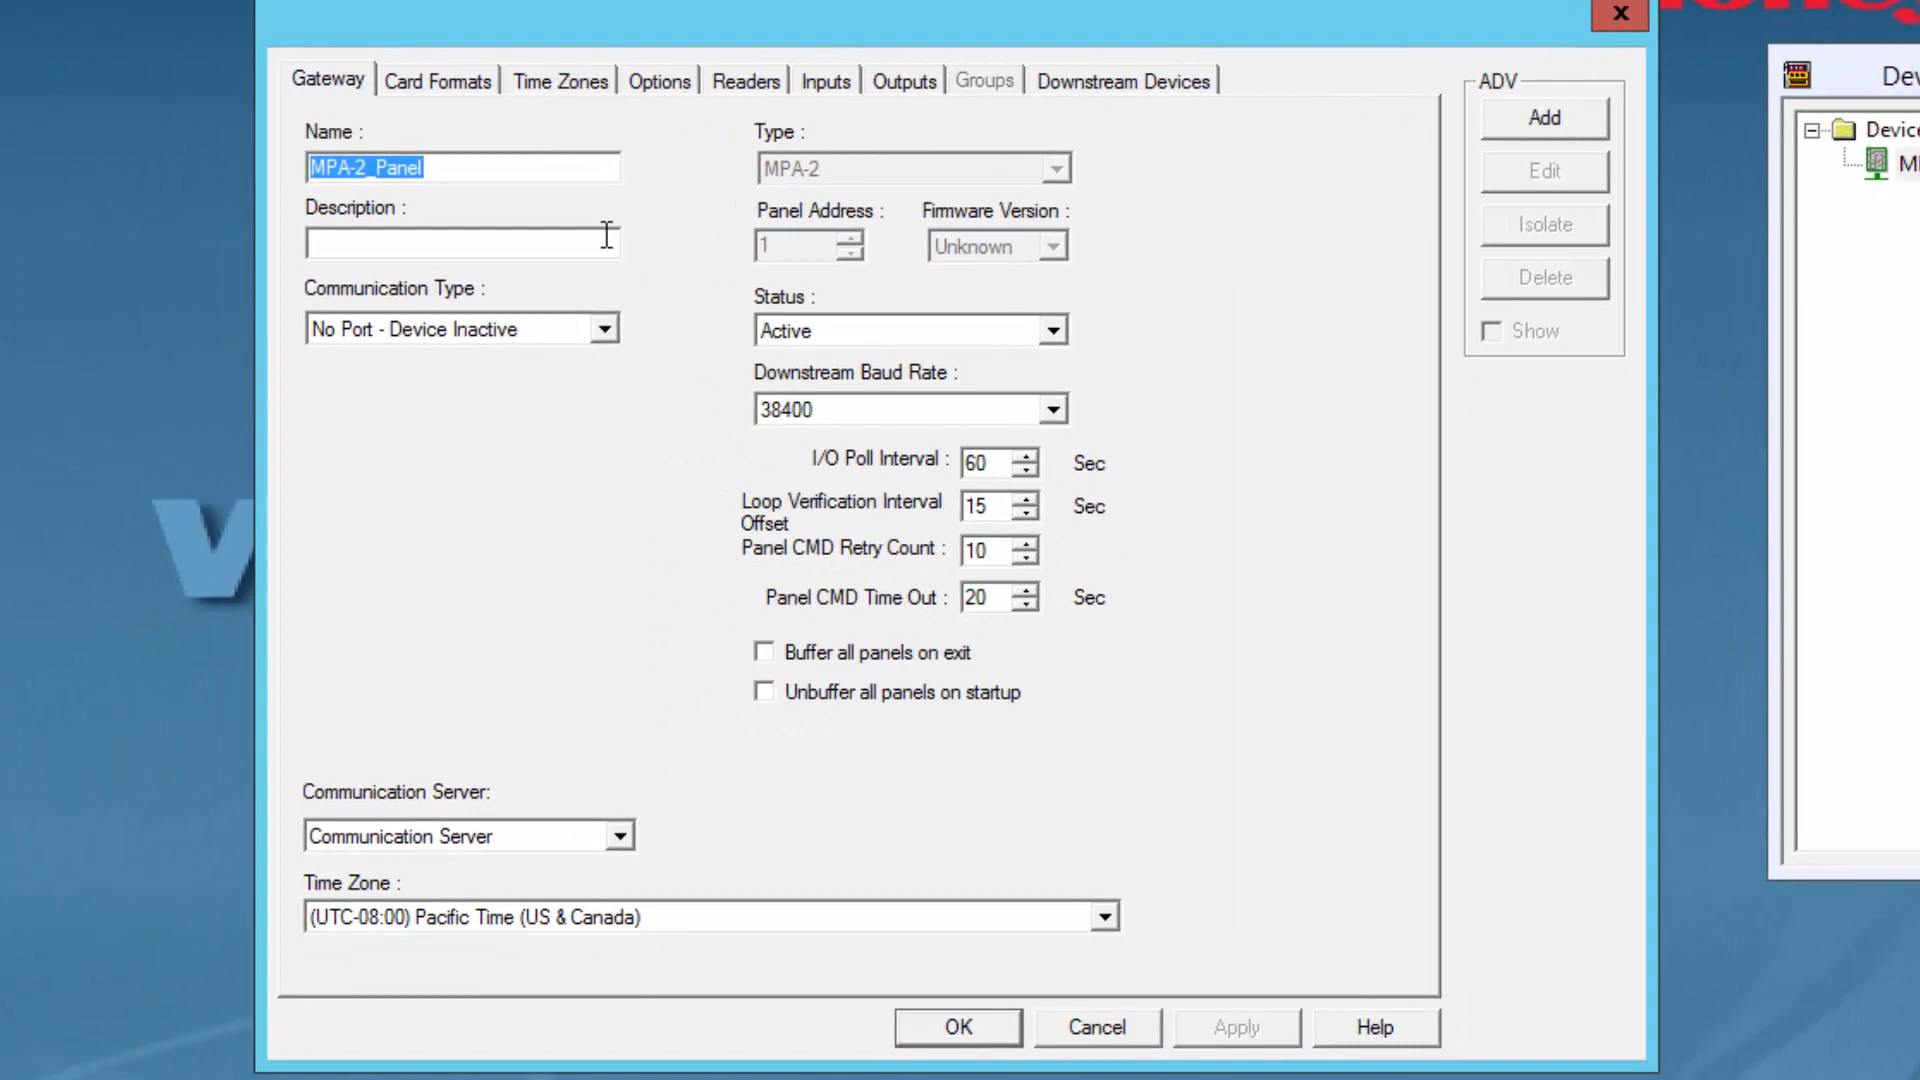 x
Gateway
Card Formats
Time Zones
Options
Readers
Inputs
Outputs
Groups
Downstream Devices
Name :
MPA-2_Panel
Description :
Communication Type :
No Port - Device Inactive
Type :
MPA-2
Panel Address :
1
Firmware Version :
Unknown
Status :
Active
Downstream Baud Rate :
38400
I/O Poll Interval : 60 Sec
Loop Verification Interval
Offset
15 Sec
Panel CMD Retry Count : 10
Panel CMD Time Out : 20 Sec
Buffer all panels on exit
Unbuffer all panels on startup
Communication Server:
Communication Server
Time Zone :
(UTC-08:00) Pacific Time (US & Canada)
OK
Cancel
Apply
Help
ADV
Add
Edit
Isolate
Delete
Show